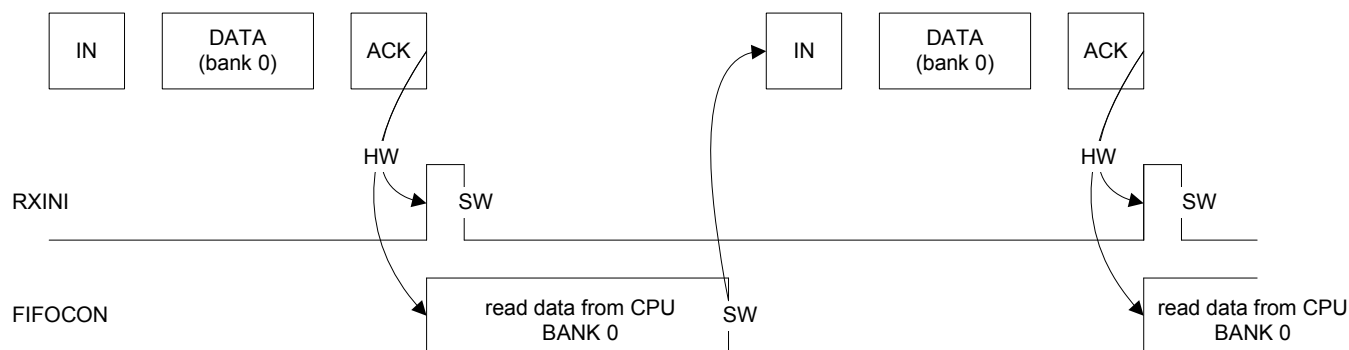 IN
DATA
(bank 0)
ACK
IN
DATA
(bank 0)
ACK
HW
HW
RXINI
SW
SW
FIFOCON
read data from CPU
BANK 0
SW
read data from CPU
BANK 0